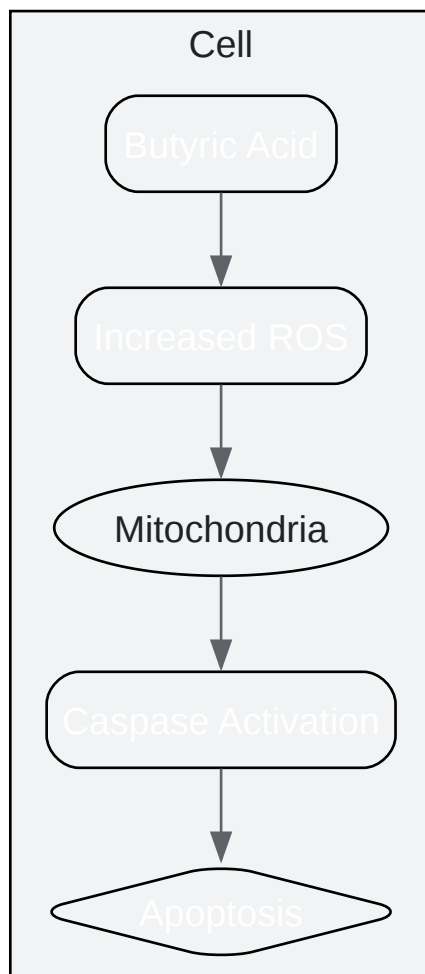 Cell
Butyric Acid
Increased ROS
Mitochondria
Caspase Activation
Apoptosis